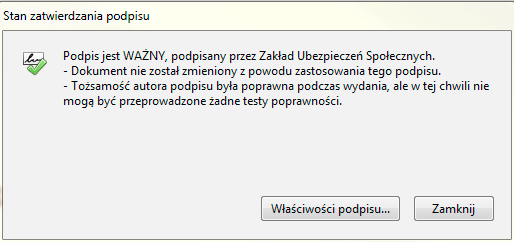 Stan zatwierdzania podpisu
Podpis jest WAŻNY, podpisany przez Zakład Ubezpieczeń Społecznych.
- Dokument nie został zmieniony z powodu zastosowania tego podpisu.
- Tożsamość autora podpisu była poprawna podczas wydania, ale w tej chwili nie
mogą być przeprowadzone żadne testy poprawności.
Właściwości podpisu...
Zamknij